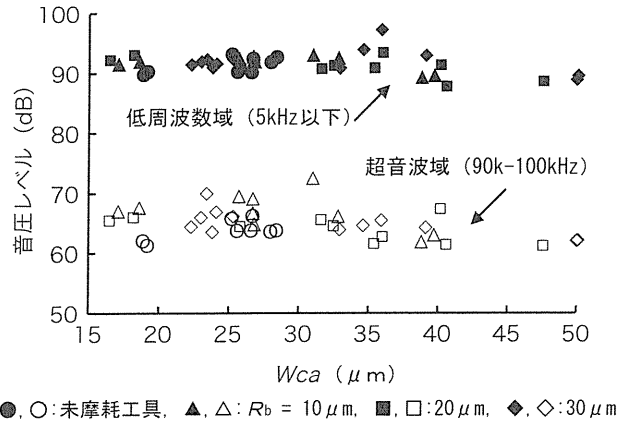 100
90
80
70
60
50
音圧レベル (dB)
低周波数域 (5kHz以下)
超音波域 (90k-100kHz)
15 20 25 30 35 40 45 50
Wca (μm)
●, ○:未摩耗工具, ▲, △: Rb = 10μm, ■, □:20μm, ◆, ◇:30μm